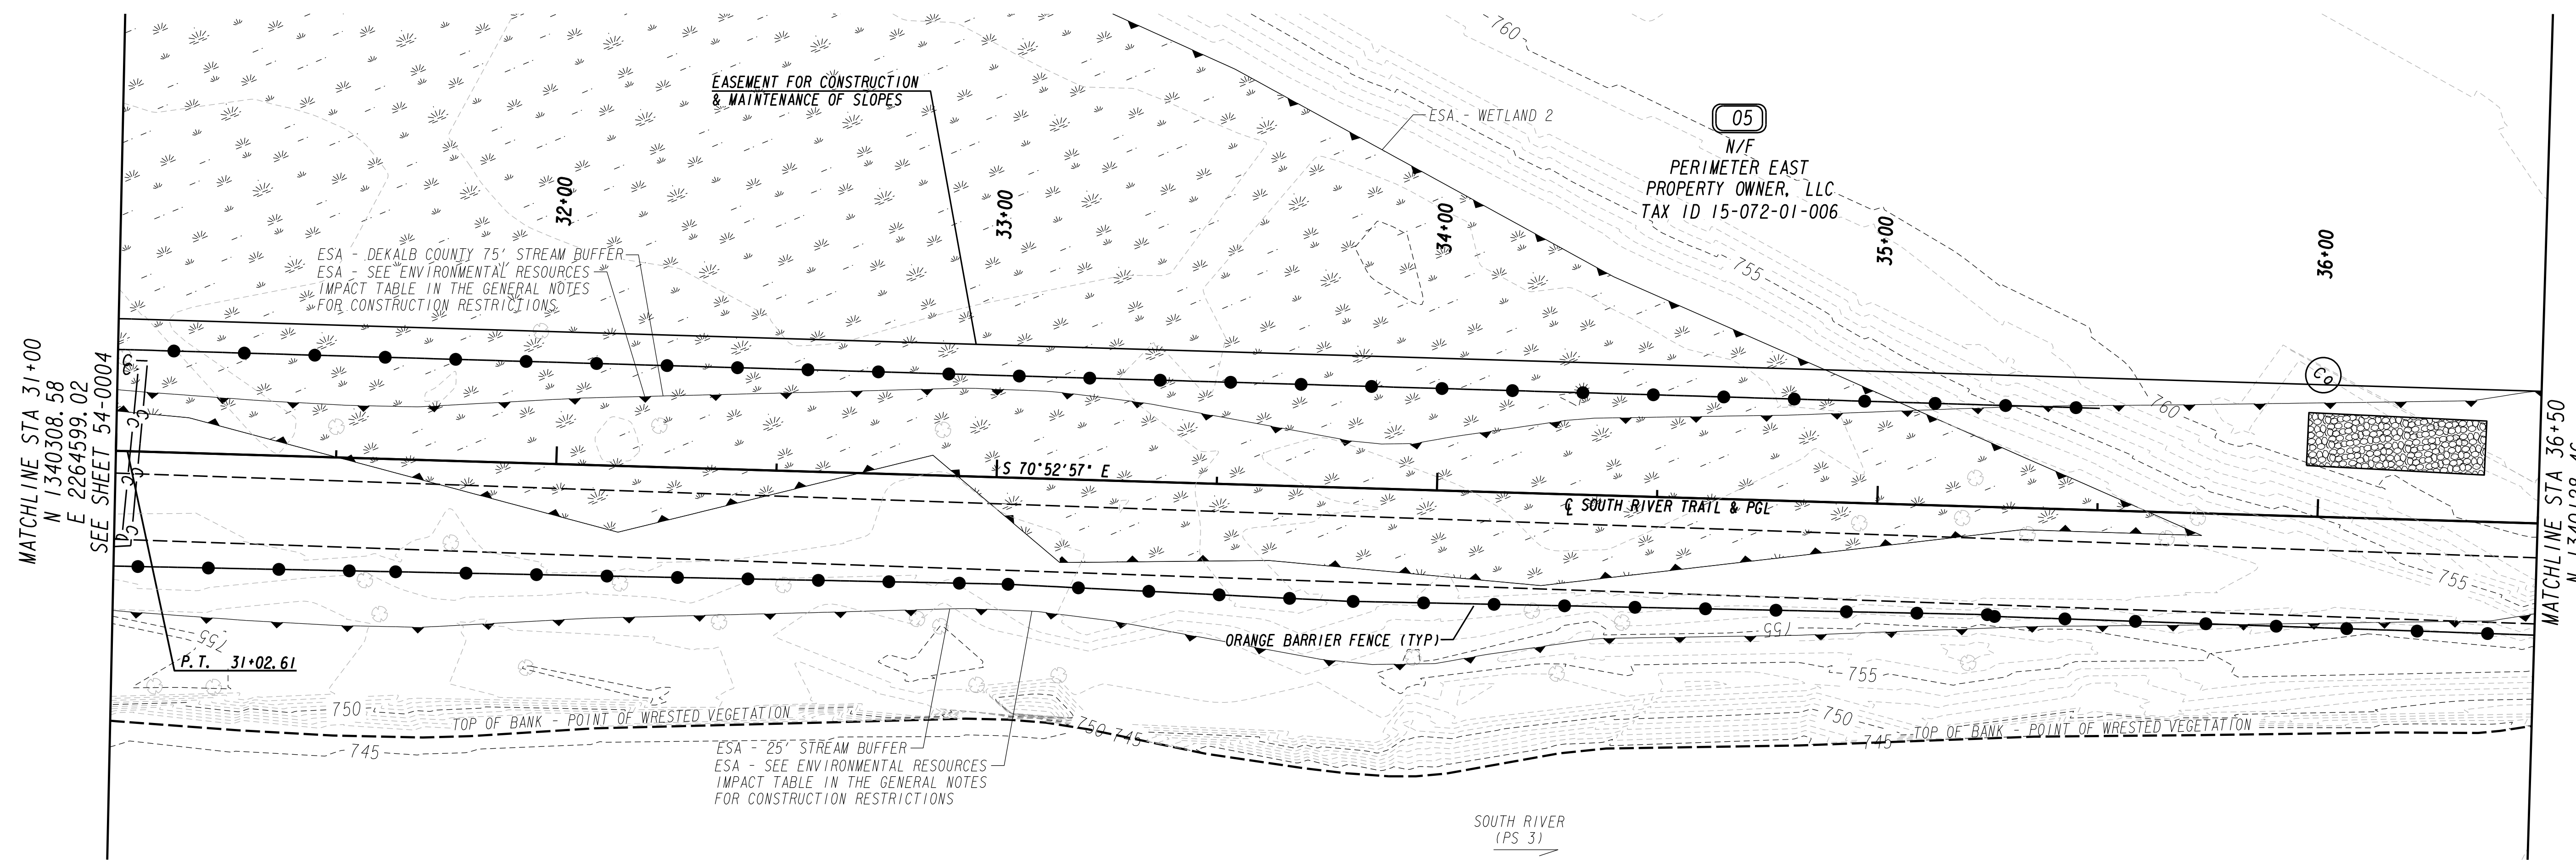 MATCHLINE STA 31+00
N 1340308.58
E 2264599.02
SEE SHEET 54-0004
EASEMENT FOR CONSTRUCTION
& MAINTENANCE OF SLOPES
760
ESA - WETLAND 2
05
N/F
PERIMETER EAST
PROPERTY OWNER, LLC
TAX ID 15-072-01-006
32+00
33+00
34+00
35+00
36+00
ESA - DEKALB COUNTY 75' STREAM BUFFER
ESA - SEE ENVIRONMENTAL RESOURCES
IMPACT TABLE IN THE GENERAL NOTES
FOR CONSTRUCTION RESTRICTIONS
755
760
Co
C
C
C
C
C
C
D
S 70°52'57" E
℄ SOUTH RIVER TRAIL & PGL
755
ORANGE BARRIER FENCE (TYP)
755
755
P.T. 31+02.61
755
750
TOP OF BANK - POINT OF WRESTED VEGETATION
745
750
745
750
745
TOP OF BANK - POINT OF WRESTED VEGETATION
ESA - 25' STREAM BUFFER
ESA - SEE ENVIRONMENTAL RESOURCES
IMPACT TABLE IN THE GENERAL NOTES
FOR CONSTRUCTION RESTRICTIONS
SOUTH RIVER
(PS 3)
MATCHLINE STA 36+50